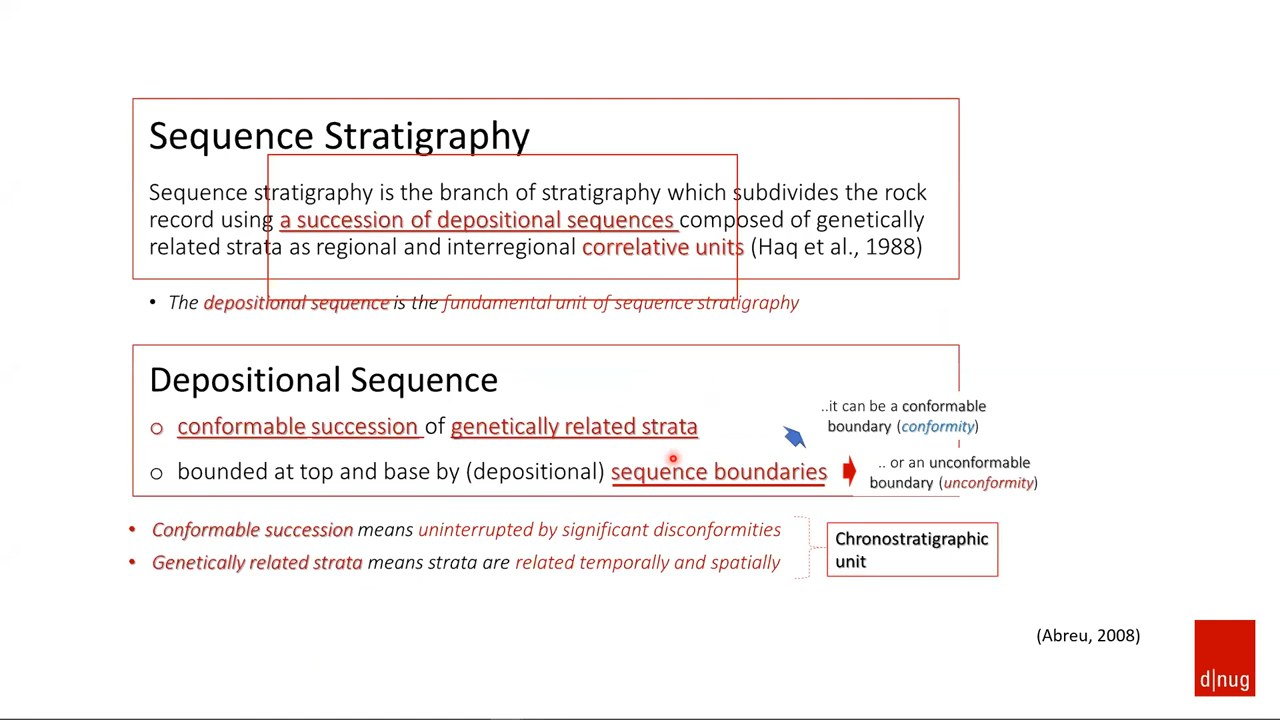 Sequence Stratigraphy
Sequence stratigraphy is the branch of stratigraphy which subdivides the rock
record using a succession of depositional sequences composed of genetically
related strata as regional and interregional correlative units (Haq et al., 1988)
• The depositional sequence is the fundamental unit of sequence stratigraphy
Depositional Sequence
o conformable succession of genetically related strata
..it can be a conformable
boundary (conformity)
o bounded at top and base by (depositional) sequence boundaries
.. or an unconformable
boundary (unconformity)
• Conformable succession means uninterrupted by significant disconformities
• Genetically related strata means strata are related temporally and spatially
Chronostratigraphic
unit
(Abreu, 2008)
d|nug